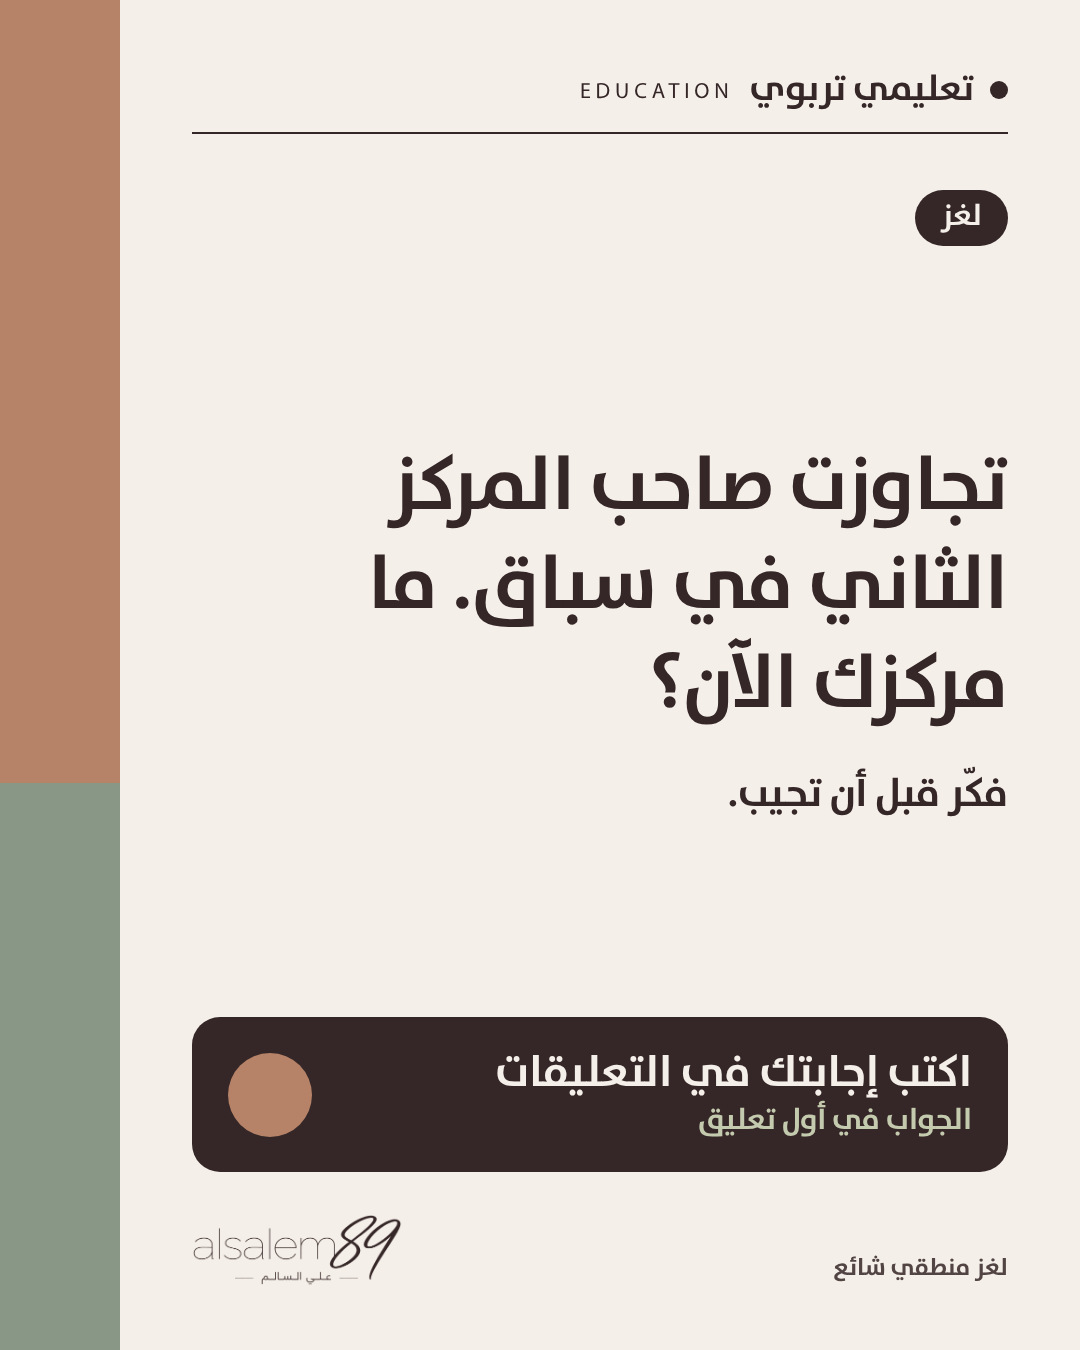 تعليمي تربوي EDUCATION
لغز
تجاوزت صاحب المركز
الثاني في سباق. ما
مركزك الآن؟
فكّر قبل أن تجيب.
اكتب إجابتك في التعليقات
الجواب في أول تعليق
لغز منطقي شائع
alsalem89
علي السالم